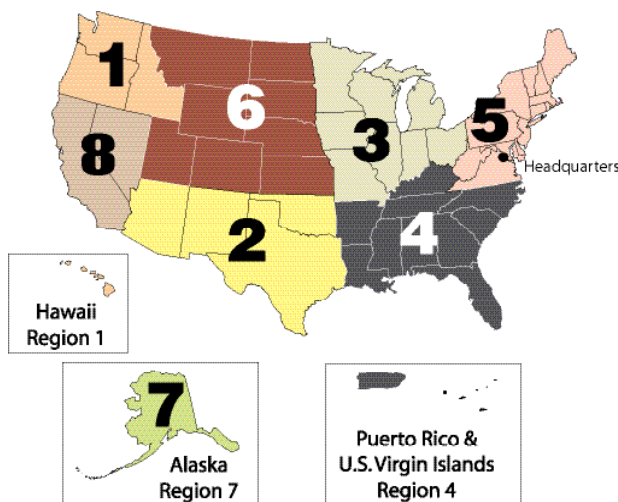 1
6
3
5
8
Headquarters
2
4
Hawaii
Region 1
7
Alaska
Region 7
Puerto Rico &
U.S. Virgin Islands
Region 4